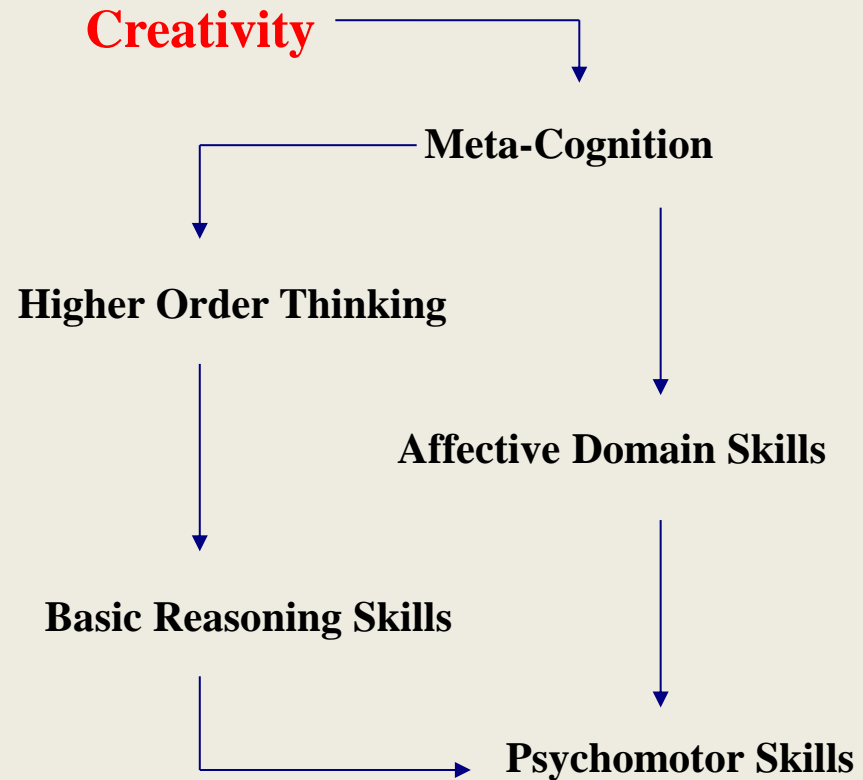 Creativity
Meta-Cognition
Higher Order Thinking
Affective Domain Skills
Basic Reasoning Skills
Psychomotor Skills